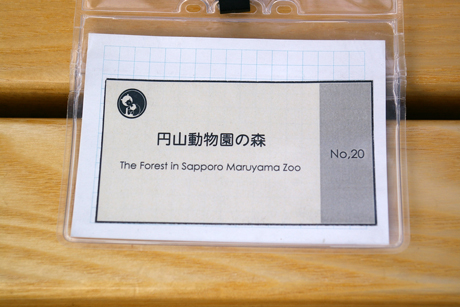 円山動物園の森
The Forest in Sapporo Maruyama Zoo
No,20